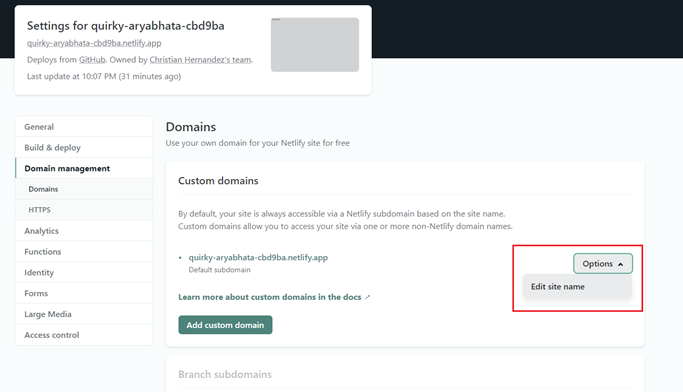 Settings for quirky-aryabhata-cbd9ba
quirky-aryabhata-cbd9ba.netlify.app
Deploys from GitHub. Owned by Christian Hernandez's team.
Last update at 10:07 PM (31 minutes ago)
General
Build & deploy
Domain management
Domains
HTTPS
Analytics
Functions
Identity
Forms
Large Media
Access control
Domains
Use your own domain for your Netlify site for free
Custom domains
By default, your site is always accessible via a Netlify subdomain based on the site name.
Custom domains allow you to access your site via one or more non-Netlify domain names.
• quirky-aryabhata-cbd9ba.netlify.app
Default subdomain
Options
Edit site name
Learn more about custom domains in the docs ↗
Add custom domain
Branch subdomains